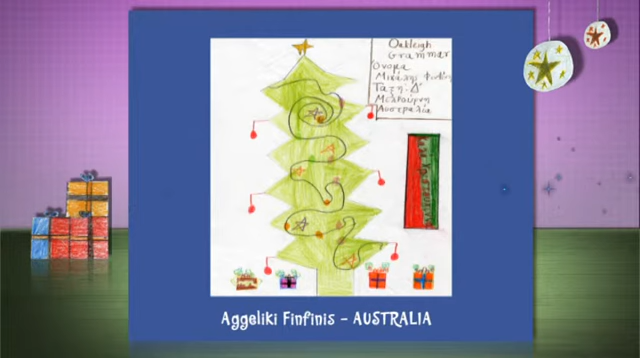 Oakleigh
Grammar
Όνομα
Μιχάλης
Τάξη Δ'
Μελβούρνη
Αυστραλία
Aggeliki Finfinis – AUSTRALIA